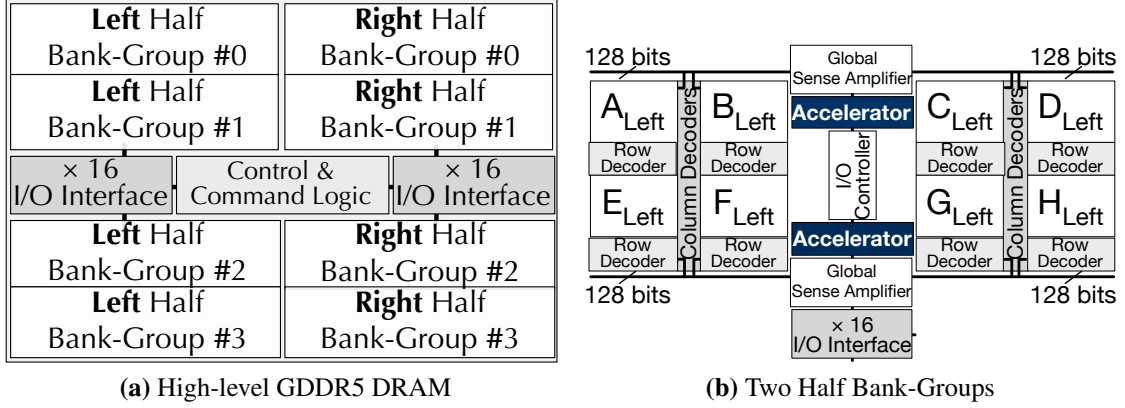 Left Half
Bank-Group #0
Right Half
Bank-Group #0
Left Half
Bank-Group #1
Right Half
Bank-Group #1
× 16
I/O Interface
Control &
Command Logic
× 16
I/O Interface
Left Half
Bank-Group #2
Right Half
Bank-Group #2
Left Half
Bank-Group #3
Right Half
Bank-Group #3
(a) High-level GDDR5 DRAM
128 bits
Global
Sense Amplifier
128 bits
A Left
Column Decoders
B Left
Accelerator
C Left
Column Decoders
D Left
Row
Decoder
Row
Decoder
I/O
Controller
Row
Decoder
Row
Decoder
E Left
F Left
G Left
H Left
Row
Decoder
Row
Decoder
Accelerator
Row
Decoder
Row
Decoder
128 bits
Global
Sense Amplifier
128 bits
× 16
I/O Interface
(b) Two Half Bank-Groups